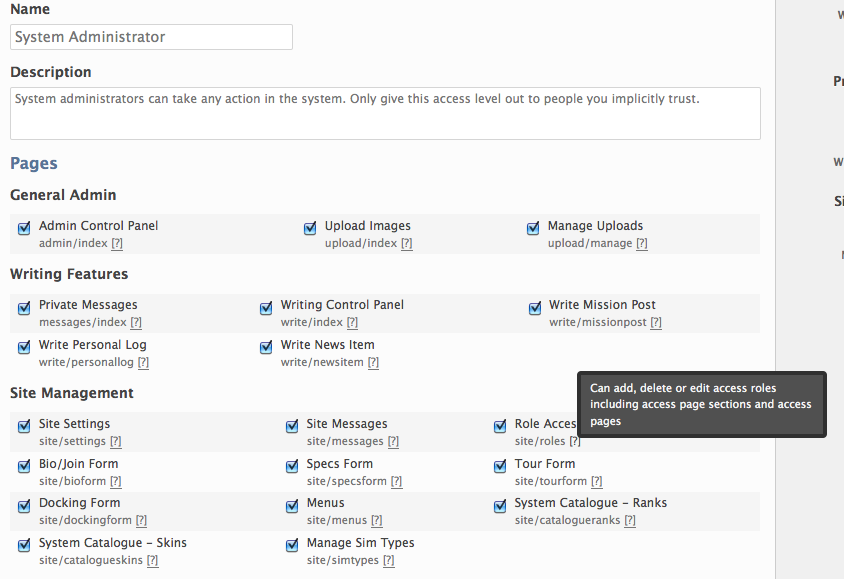 Name
System Administrator
Description
System administrators can take any action in the system. Only give this access level out to people you implicitly trust.
Pages
General Admin
Admin Control Panel Upload Images Manage Uploads
admin/index [?] upload/index [?] upload/manage [?]
Writing Features
Private Messages Writing Control Panel Write Mission Post
messages/index [?] write/index [?] write/missionpost [?]
Write Personal Log Write News Item
write/personallog [?] write/newsitem [?]
Site Management
Can add, delete or edit access roles
including access page sections and access
pages
Site Settings Site Messages Role Acces
site/settings [?] site/messages [?] site/roles [?]
Bio/Join Form Specs Form Tour Form
site/bioform [?] site/specsform [?] site/tourform [?]
Docking Form Menus System Catalogue - Ranks
site/dockingform [?] site/menus [?] site/catalogueranks [?]
System Catalogue - Skins Manage Sim Types
site/catalogueskins [?] site/simtypes [?]
W
Pr
W
Si